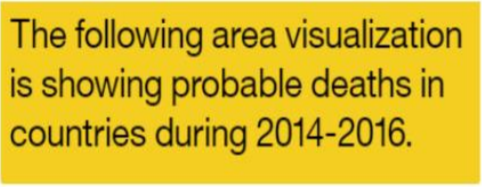 The following area visualization
is showing probable deaths in
countries during 2014-2016.